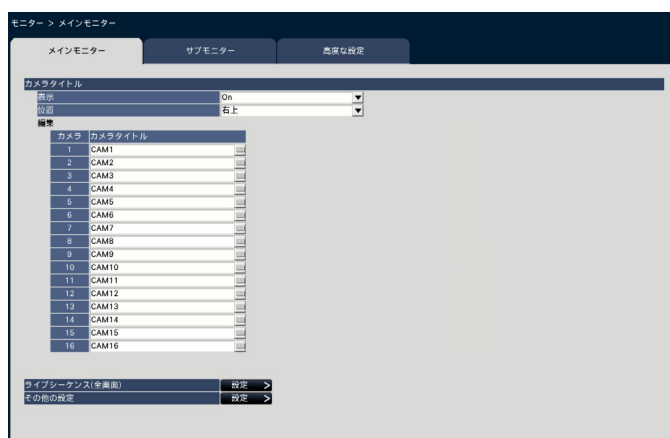 モニター > メインモニター
メインモニター サブモニター 高度な設定
カメラタイトル
表示 On
位置 右上
編集
カメラ カメラタイトル
1 CAM1
2 CAM2
3 CAM3
4 CAM4
5 CAM5
6 CAM6
7 CAM7
8 CAM8
9 CAM9
10 CAM10
11 CAM11
12 CAM12
13 CAM13
14 CAM14
15 CAM15
16 CAM16
ライブシーケンス(全画面) 設定 >
その他の設定 設定 >